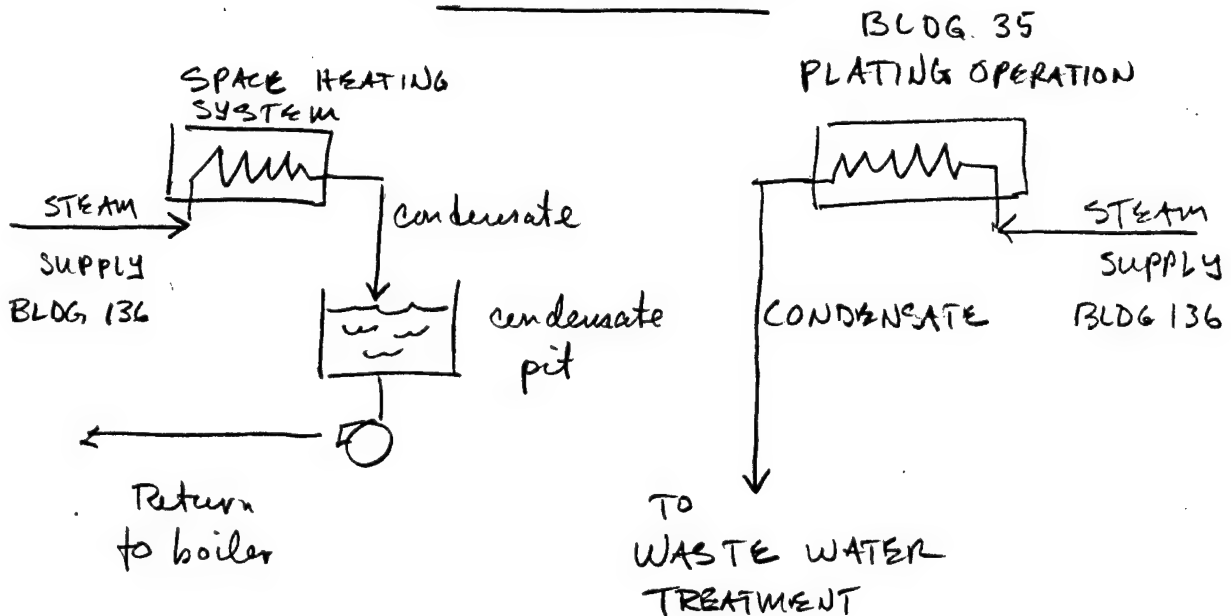 BLDG. 35
PLATING OPERATION
SPACE HEATING
SYSTEM
STEAM
SUPPLY
BLDG 136
condensate
condensate
pit
Return
to boiler
STEAM
SUPPLY
BLDG 136
CONDENSATE
TO
WASTE WATER
TREATMENT